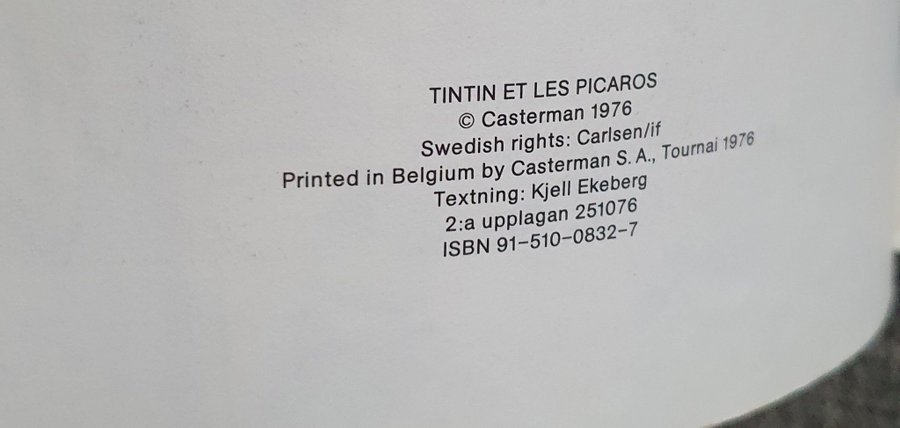 TINTIN ET LES PICAROS
© Casterman 1976
Swedish rights: Carlsen/if
Printed in Belgium by Casterman S. A., Tournai 1976
Textning: Kjell Ekeberg
2:a upplagan 251076
ISBN 91-510-0832-7